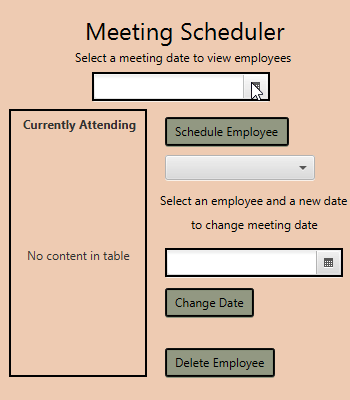 Meeting Scheduler
Select a meeting date to view employees
Currently Attending
No content in table
Schedule Employee
Select an employee and a new date
to change meeting date
Change Date
Delete Employee